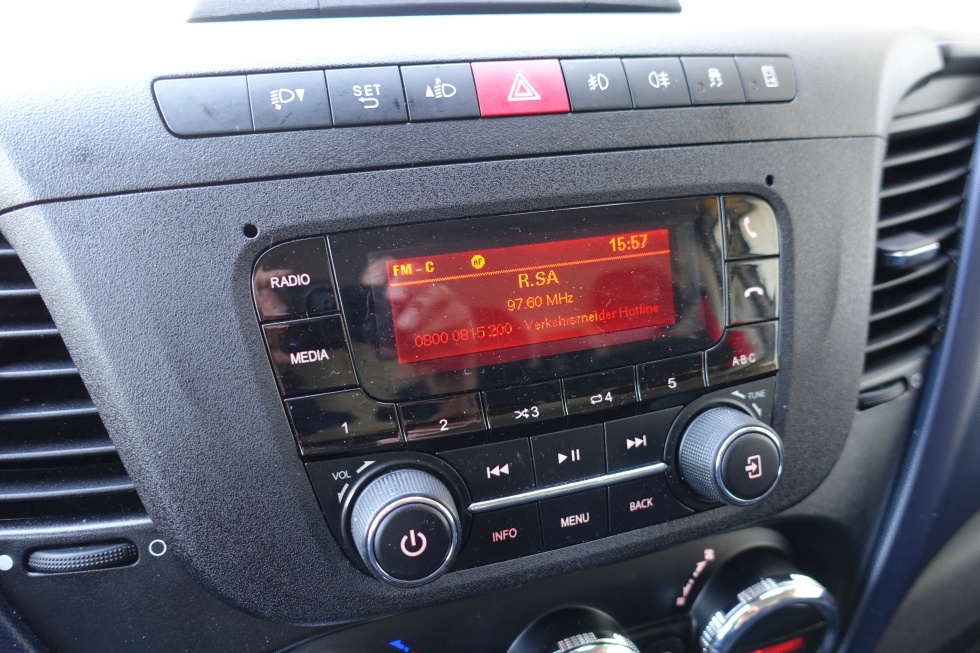 SET
FM - C
AF
15:57
R.SA
97.60 MHz
0800 0815 200 - Verkehrsmelder Hotline
RADIO
MEDIA
A·B·C
1
2
3
4
5
VOL
TUNE
INFO
MENU
BACK